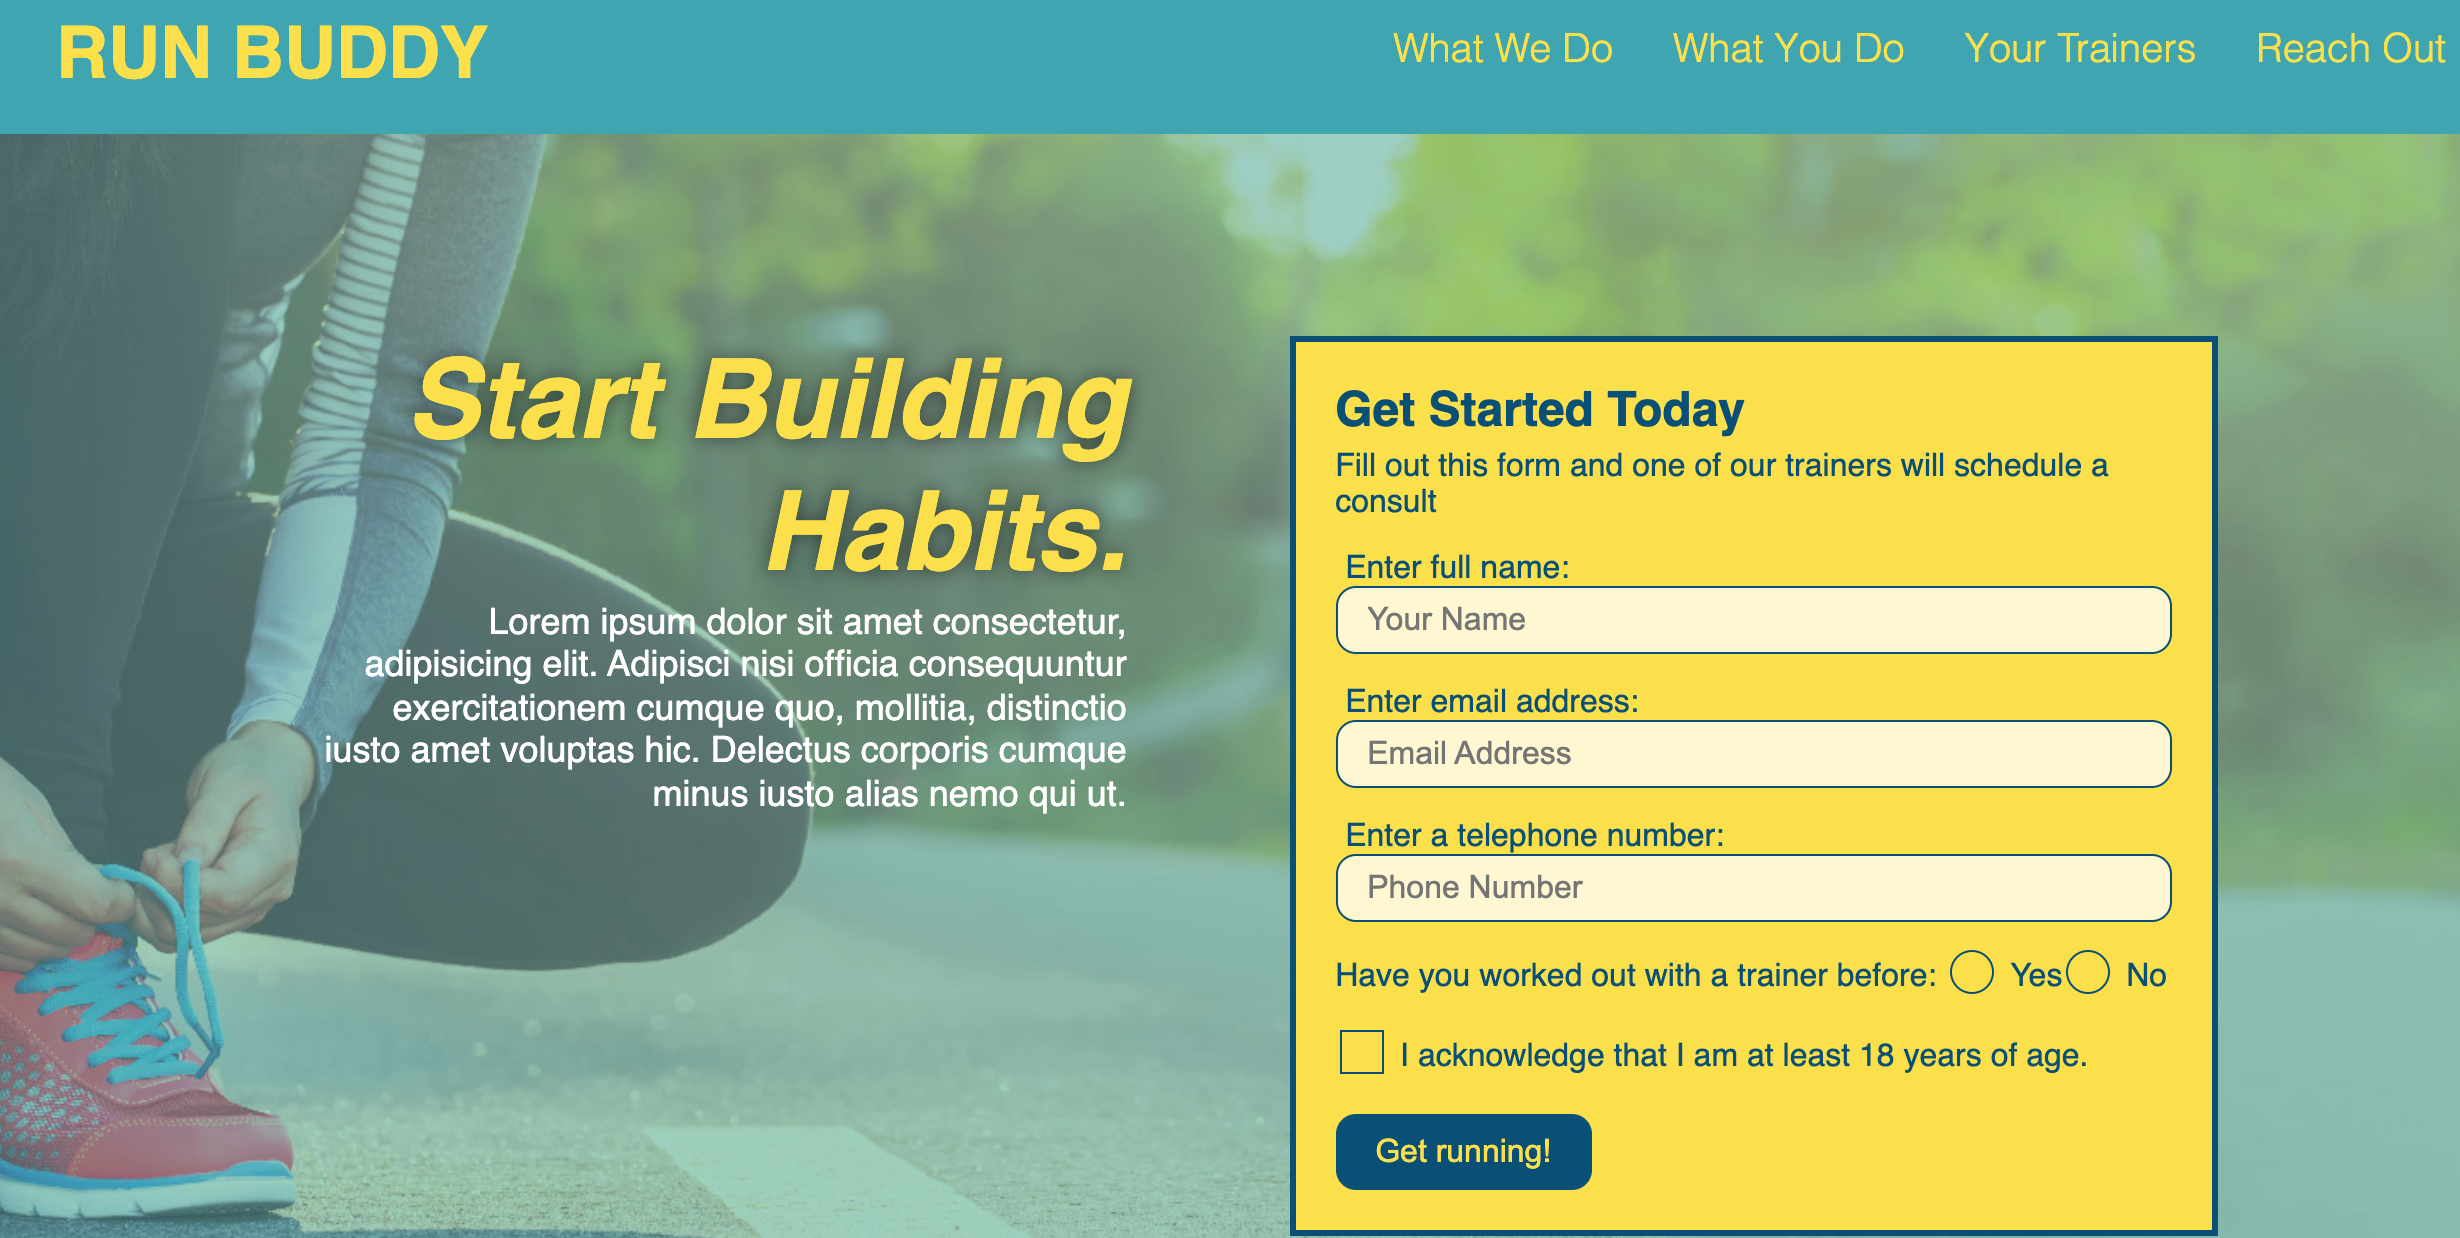 RUN BUDDY
What We Do What You Do Your Trainers Reach Out
Start Building
Habits.
Lorem ipsum dolor sit amet consectetur,
adipisicing elit. Adipisci nisi officia consequuntur
exercitationem cumque quo, mollitia, distinctio
iusto amet voluptas hic. Delectus corporis cumque
minus iusto alias nemo qui ut.
Get Started Today
Fill out this form and one of our trainers will schedule a
consult
Enter full name:
Your Name
Enter email address:
Email Address
Enter a telephone number:
Phone Number
Have you worked out with a trainer before: Yes No
I acknowledge that I am at least 18 years of age.
Get running!